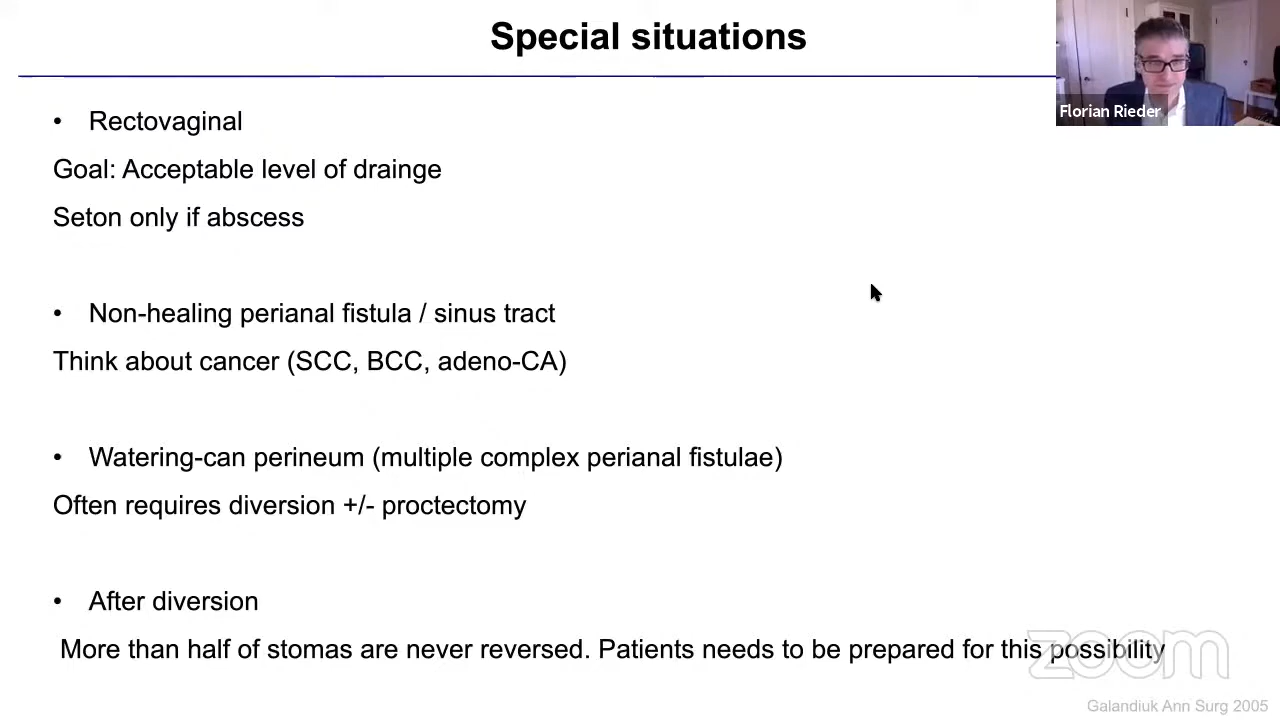 Special situations
Florian Rieder
• Rectovaginal
Goal: Acceptable level of drainge
Seton only if abscess
• Non-healing perianal fistula / sinus tract
Think about cancer (SCC, BCC, adeno-CA)
• Watering-can perineum (multiple complex perianal fistulae)
Often requires diversion +/- proctectomy
• After diversion
More than half of stomas are never reversed. Patients needs to be prepared for this possibility
zoom
Galandiuk Ann Surg 2005